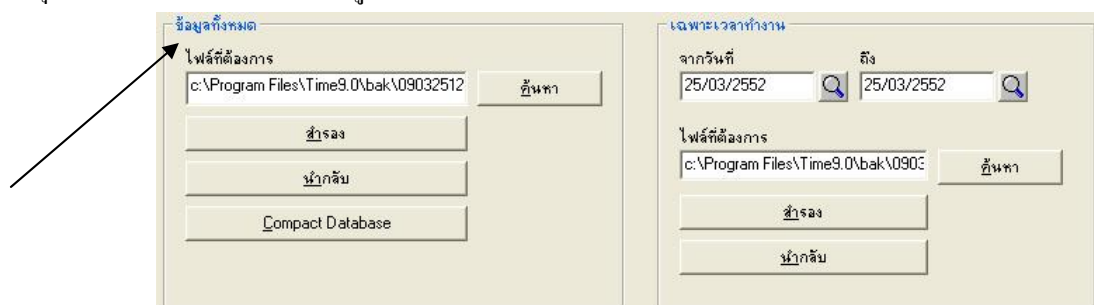 ข้อมูลทั้งหมด
ไฟล์ที่ต้องการ
c:\Program Files\Time9.0\bak\09032512
ค้นหา
สำรอง
นำกลับ
Compact Database
เฉพาะเวลาทำงาน
จากวันที่ ถึง
25/03/2552 25/03/2552
ไฟล์ที่ต้องการ
c:\Program Files\Time9.0\bak\0903
ค้นหา
สำรอง
นำกลับ